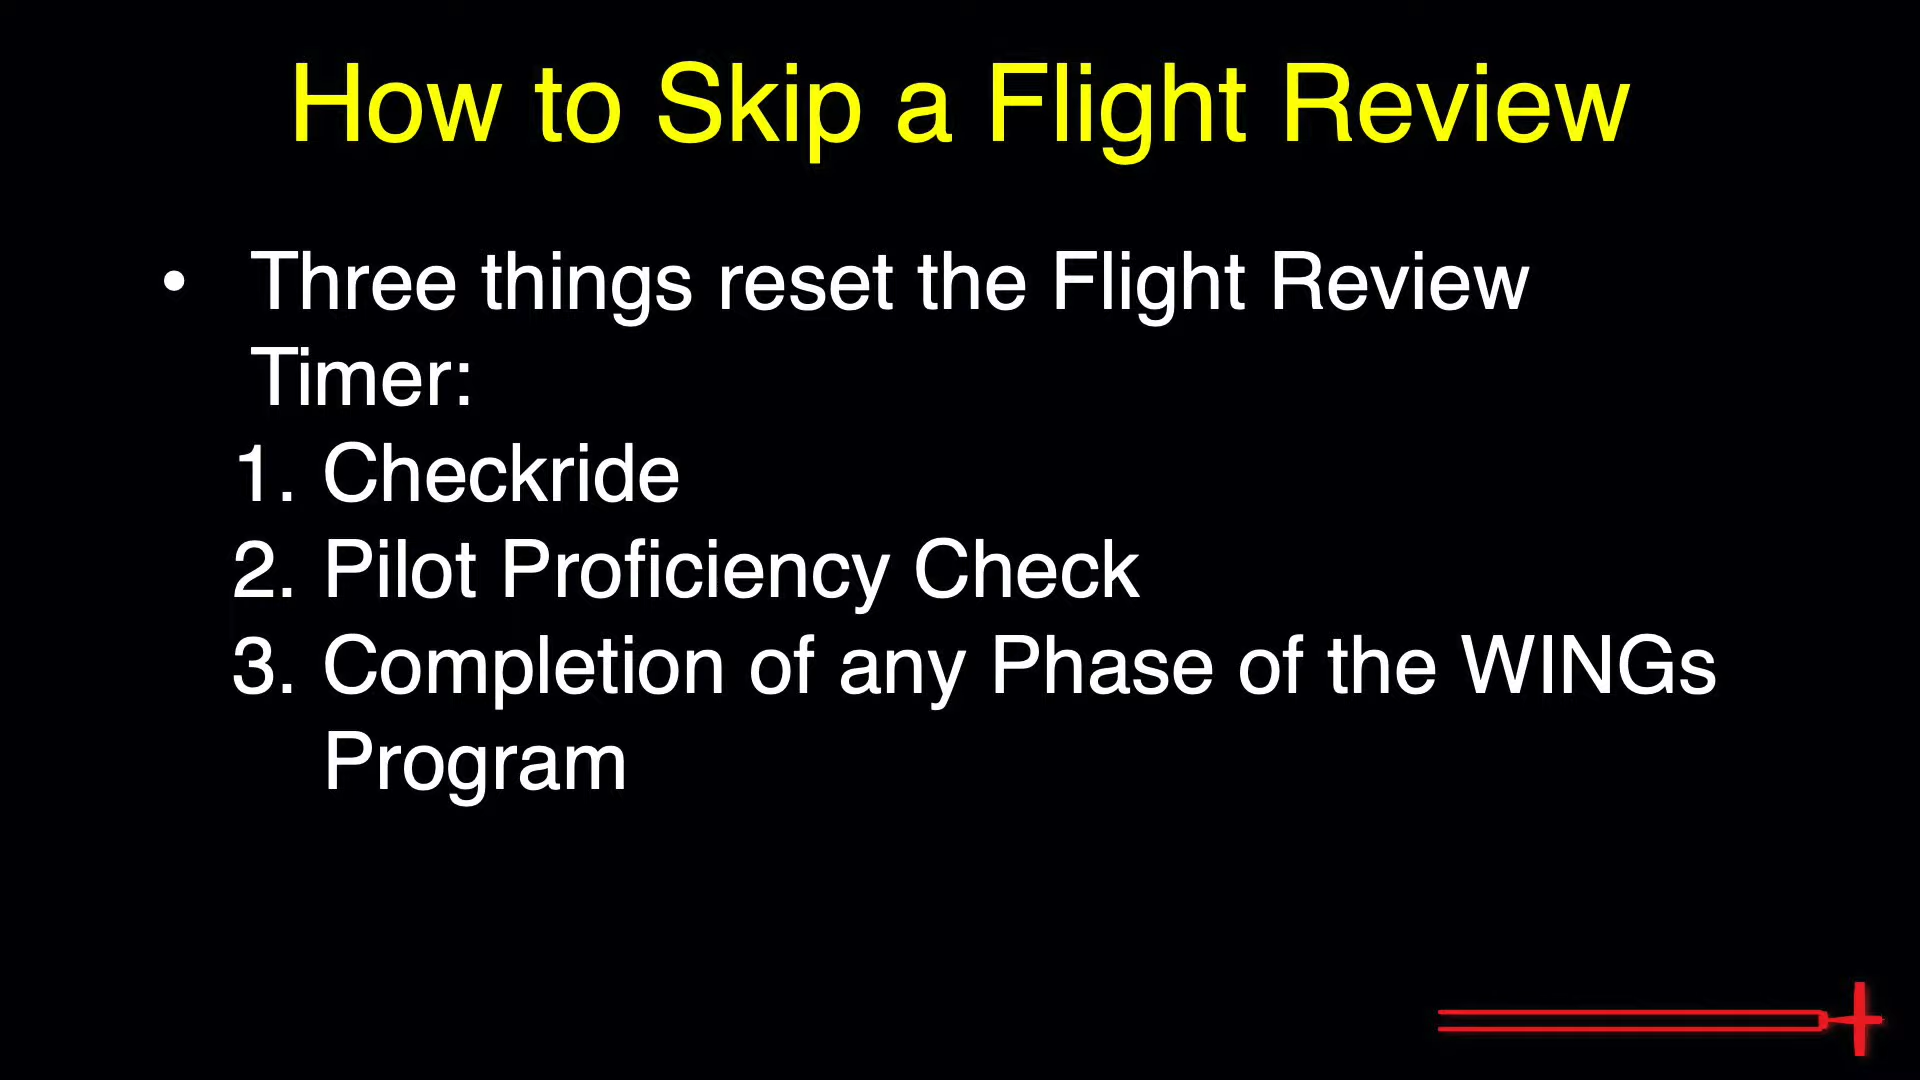 How to Skip a Flight Review
• Three things reset the Flight Review
Timer:
1. Checkride
2. Pilot Proficiency Check
3. Completion of any Phase of the WINGs
Program